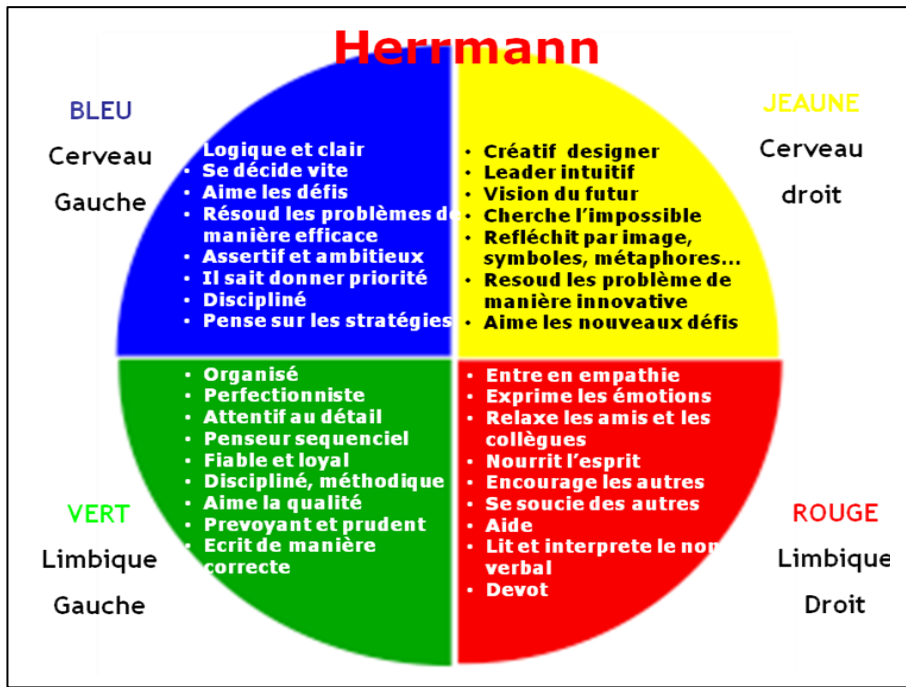 Herrmann
BLEU
Cerveau
Gauche
Logique et clair
• Se décide vite
• Aime les défis
• Résoud les problèmes de
manière efficace
• Assertif et ambitieux
• Il sait donner priorité
• Discipliné
• Pense sur les stratégies
JEAUNE
Cerveau
droit
• Créatif designer
• Leader intuitif
• Vision du futur
• Cherche l'impossible
• Refléchit par image,
symboles, métaphores...
• Resoud les problème de
manière innovative
• Aime les nouveaux défis
VERT
Limbique
Gauche
• Organisé
• Perfectionniste
• Attentif au détail
• Penseur sequenciel
• Fiable et loyal
• Discipliné, méthodique
• Aime la qualité
• Prevoyant et prudent
• Ecrit de manière
correcte
ROUGE
Limbique
Droit
• Entre en empathie
• Exprime les émotions
• Relaxe les amis et les
collègues
• Nourrit l'esprit
• Encourage les autres
• Se soucie des autres
• Aide
• Lit et interprete le non
verbal
• Devot